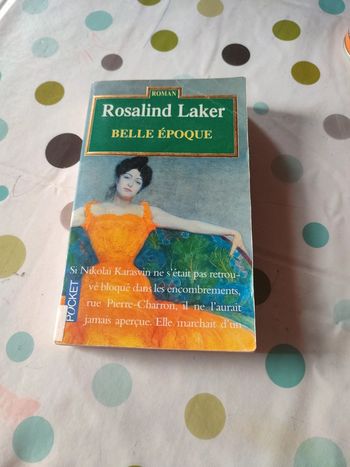 ROMAN
Rosalind Laker
BELLE ÉPOQUE
Si Nikolaï Karasvin ne s'était pas retrou-
vé bloqué dans les encombrements,
rue Pierre-Charron, il ne l'aurait
jamais aperçue. Elle marchait d'un
POCKET